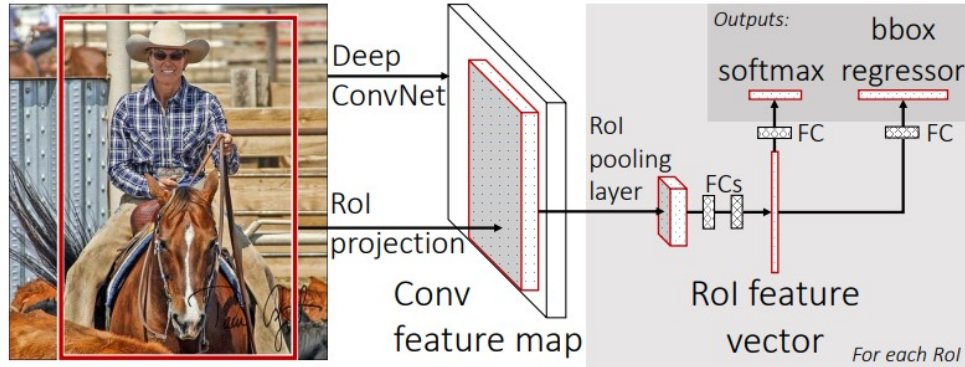 Deep
ConvNet
RoI
projection
Conv
feature map
RoI
pooling
layer
FCs
Outputs:
softmax
bbox
regressor
FC
FC
RoI feature
vector
For each RoI